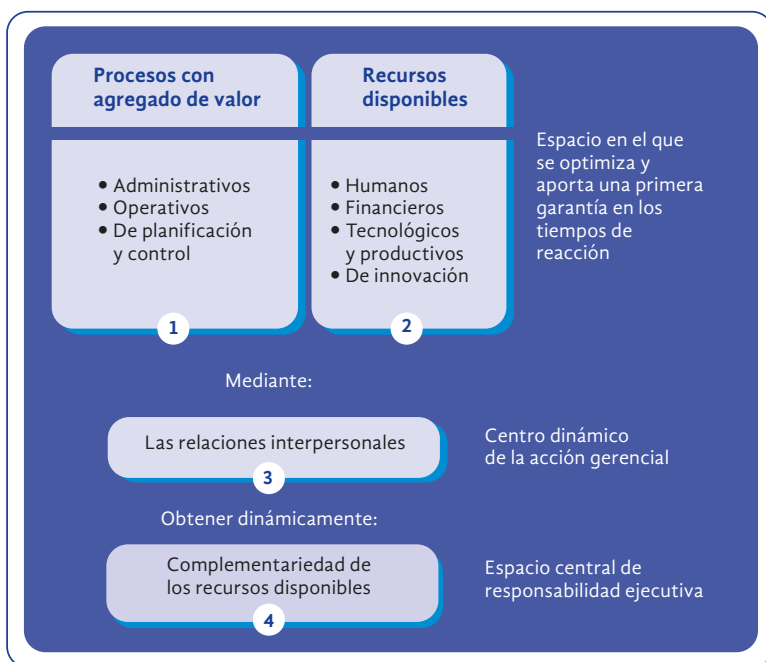 Procesos con
agregado de valor
Recursos
disponibles
• Administrativos
• Operativos
• De planificación
y control
1
• Humanos
• Financieros
• Tecnológicos
y productivos
• De innovación
2
Espacio en el que
se optimiza y
aporta una primera
garantía en los
tiempos de
reacción
Mediante:
Las relaciones interpersonales
3
Centro dinámico
de la acción gerencial
Obtener dinámicamente:
Complementariedad de
los recursos disponibles
4
Espacio central de
responsabilidad ejecutiva